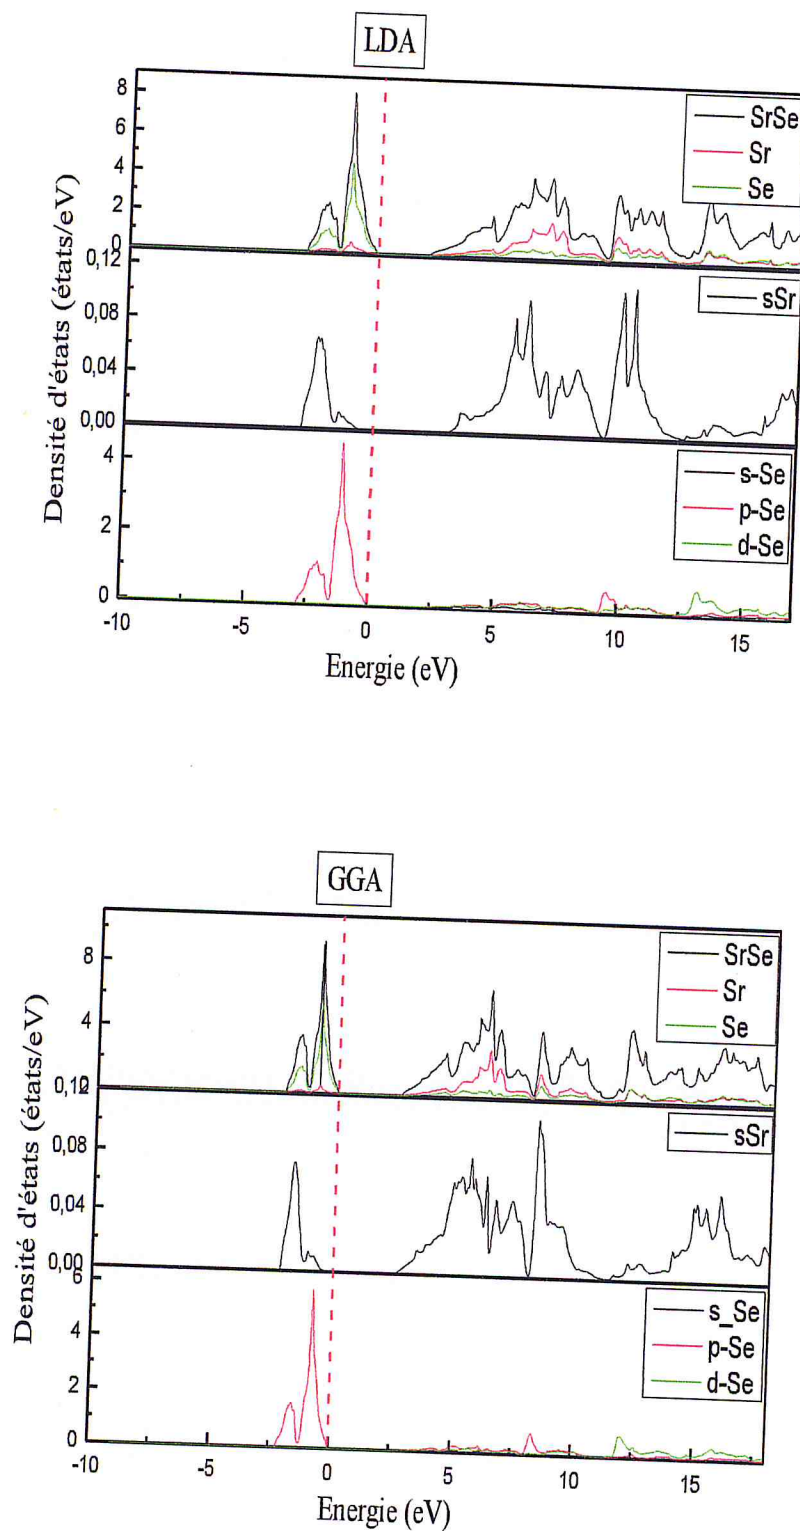 LDA
8
6
4
2
0
SrSe
Sr
Se
0,12
0,08
0,04
0,00
sSr
4
2
0
s-Se
p-Se
d-Se
-10
-5
0
5
10
15
Energie (eV)
Densité d'états (états/eV)
GGA
8
4
SrSe
Sr
Se
0,12
0,08
0,04
0,00
sSr
6
4
2
0
s_Se
p-Se
d-Se
-10
-5
0
5
10
15
Energie (eV)
Densité d'états (états/eV)